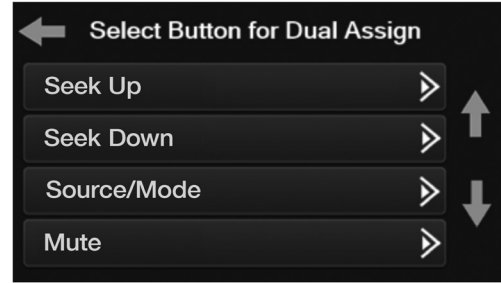 Select Button for Dual Assign
Seek Up
Seek Down
Source/Mode
Mute